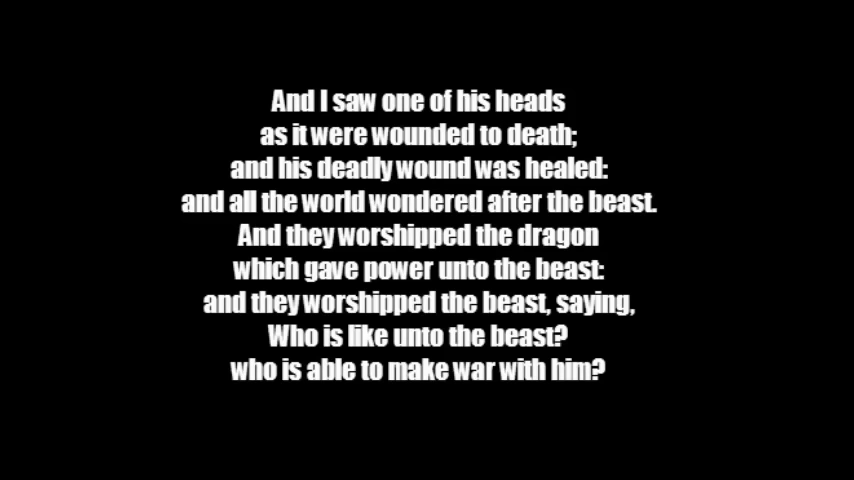 And I saw one of his heads
as it were wounded to death;
and his deadly wound was healed:
and all the world wondered after the beast.
And they worshipped the dragon
which gave power unto the beast:
and they worshipped the beast, saying,
Who is like unto the beast?
who is able to make war with him?